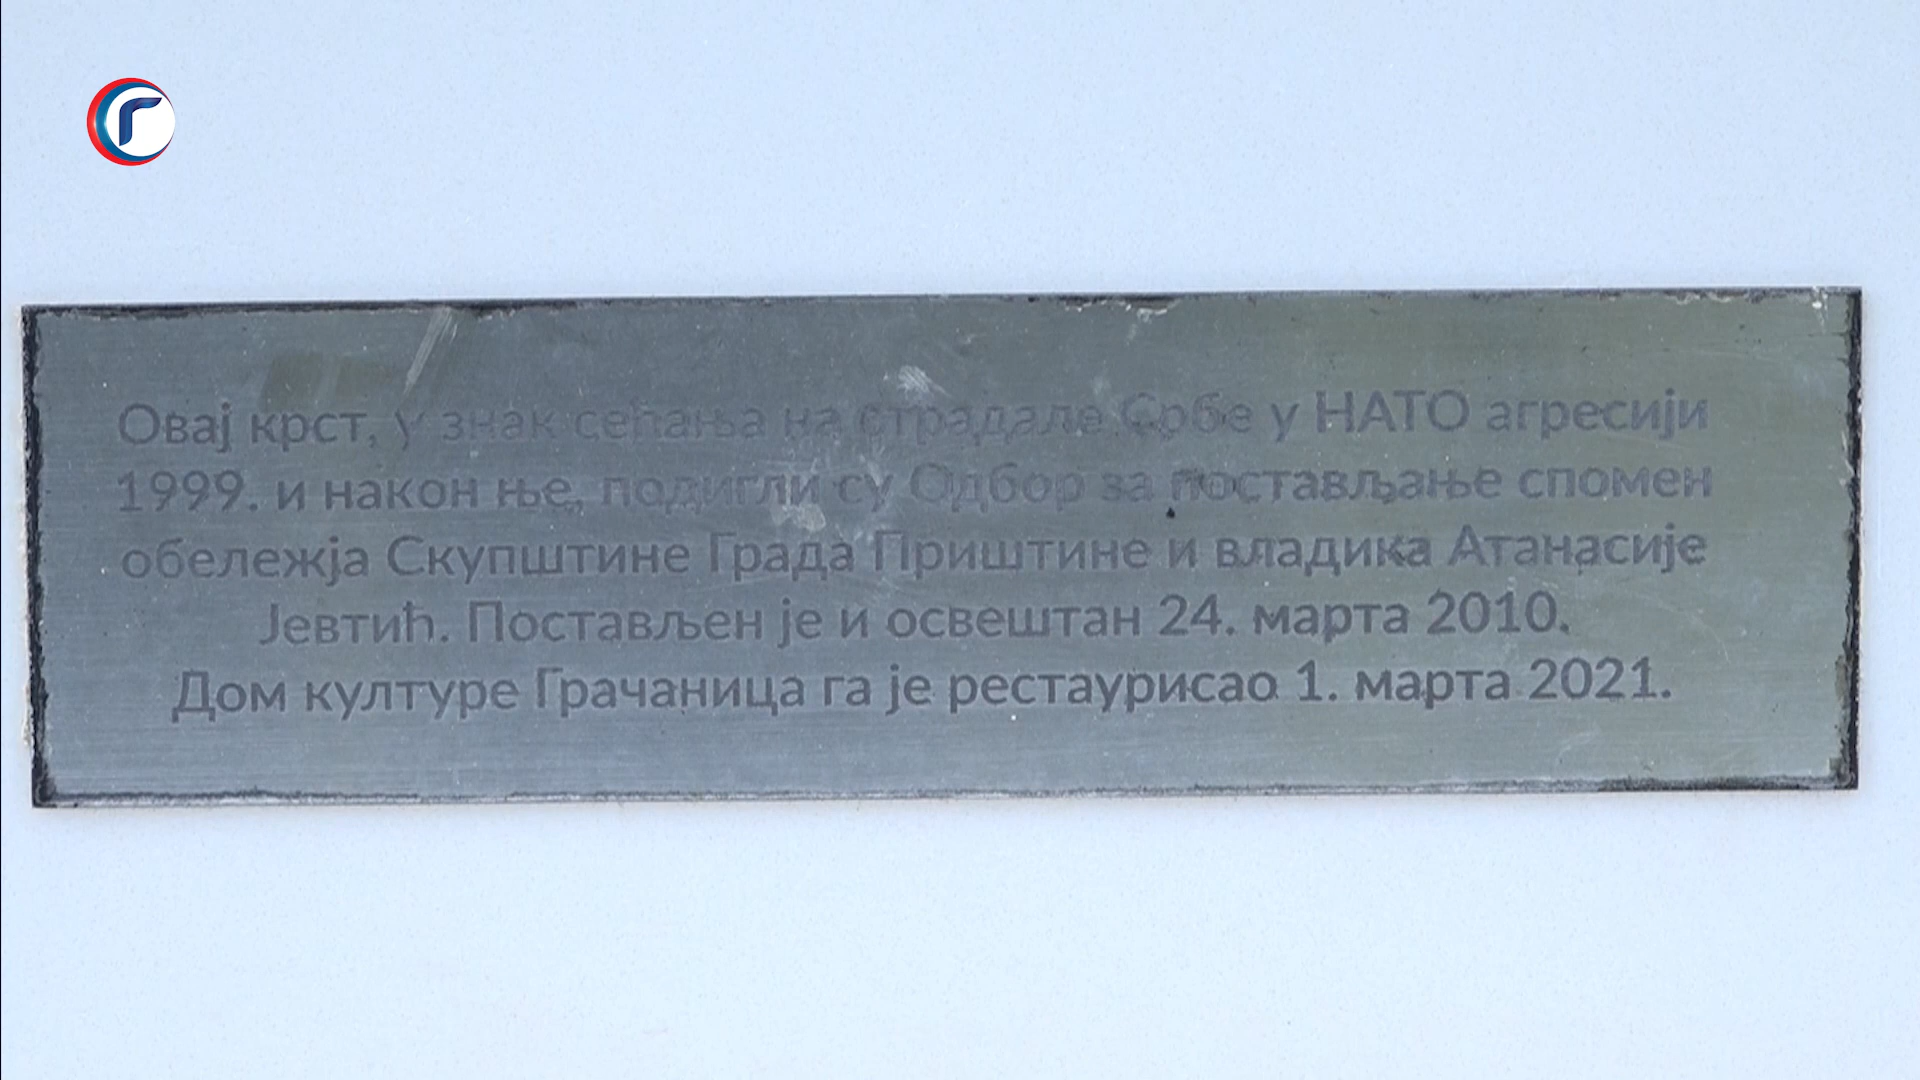 Овај крст, у знак сећања на страдале Србе у НАТО агресији
1999. и након ње, подигли су Одбор за постављање спомен
обележја Скупштине Града Приштине и владика Атанасије
Јевтић. Постављен је и освештан 24. марта 2010.
Дом културе Грачаница га је рестаурисао 1. марта 2021.